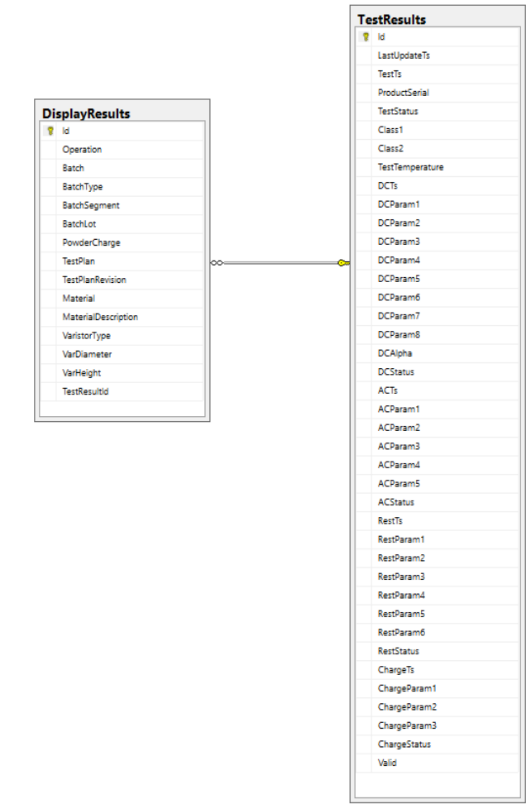 DisplayResults
Id
Operation
Batch
BatchType
BatchSegment
BatchLot
PowderCharge
TestPlan
TestPlanRevision
Material
MaterialDescription
VaristorType
VarDiameter
VarHeight
TestResultId
TestResults
Id
LastUpdateTs
TestTs
ProductSerial
TestStatus
Class1
Class2
TestTemperature
DCTs
DCParam1
DCParam2
DCParam3
DCParam4
DCParam5
DCParam6
DCParam7
DCParam8
DCAlpha
DCStatus
ACTs
ACParam1
ACParam2
ACParam3
ACParam4
ACParam5
ACStatus
RestTs
RestParam1
RestParam2
RestParam3
RestParam4
RestParam5
RestParam6
RestStatus
ChargeTs
ChargeParam1
ChargeParam2
ChargeParam3
ChargeStatus
Valid